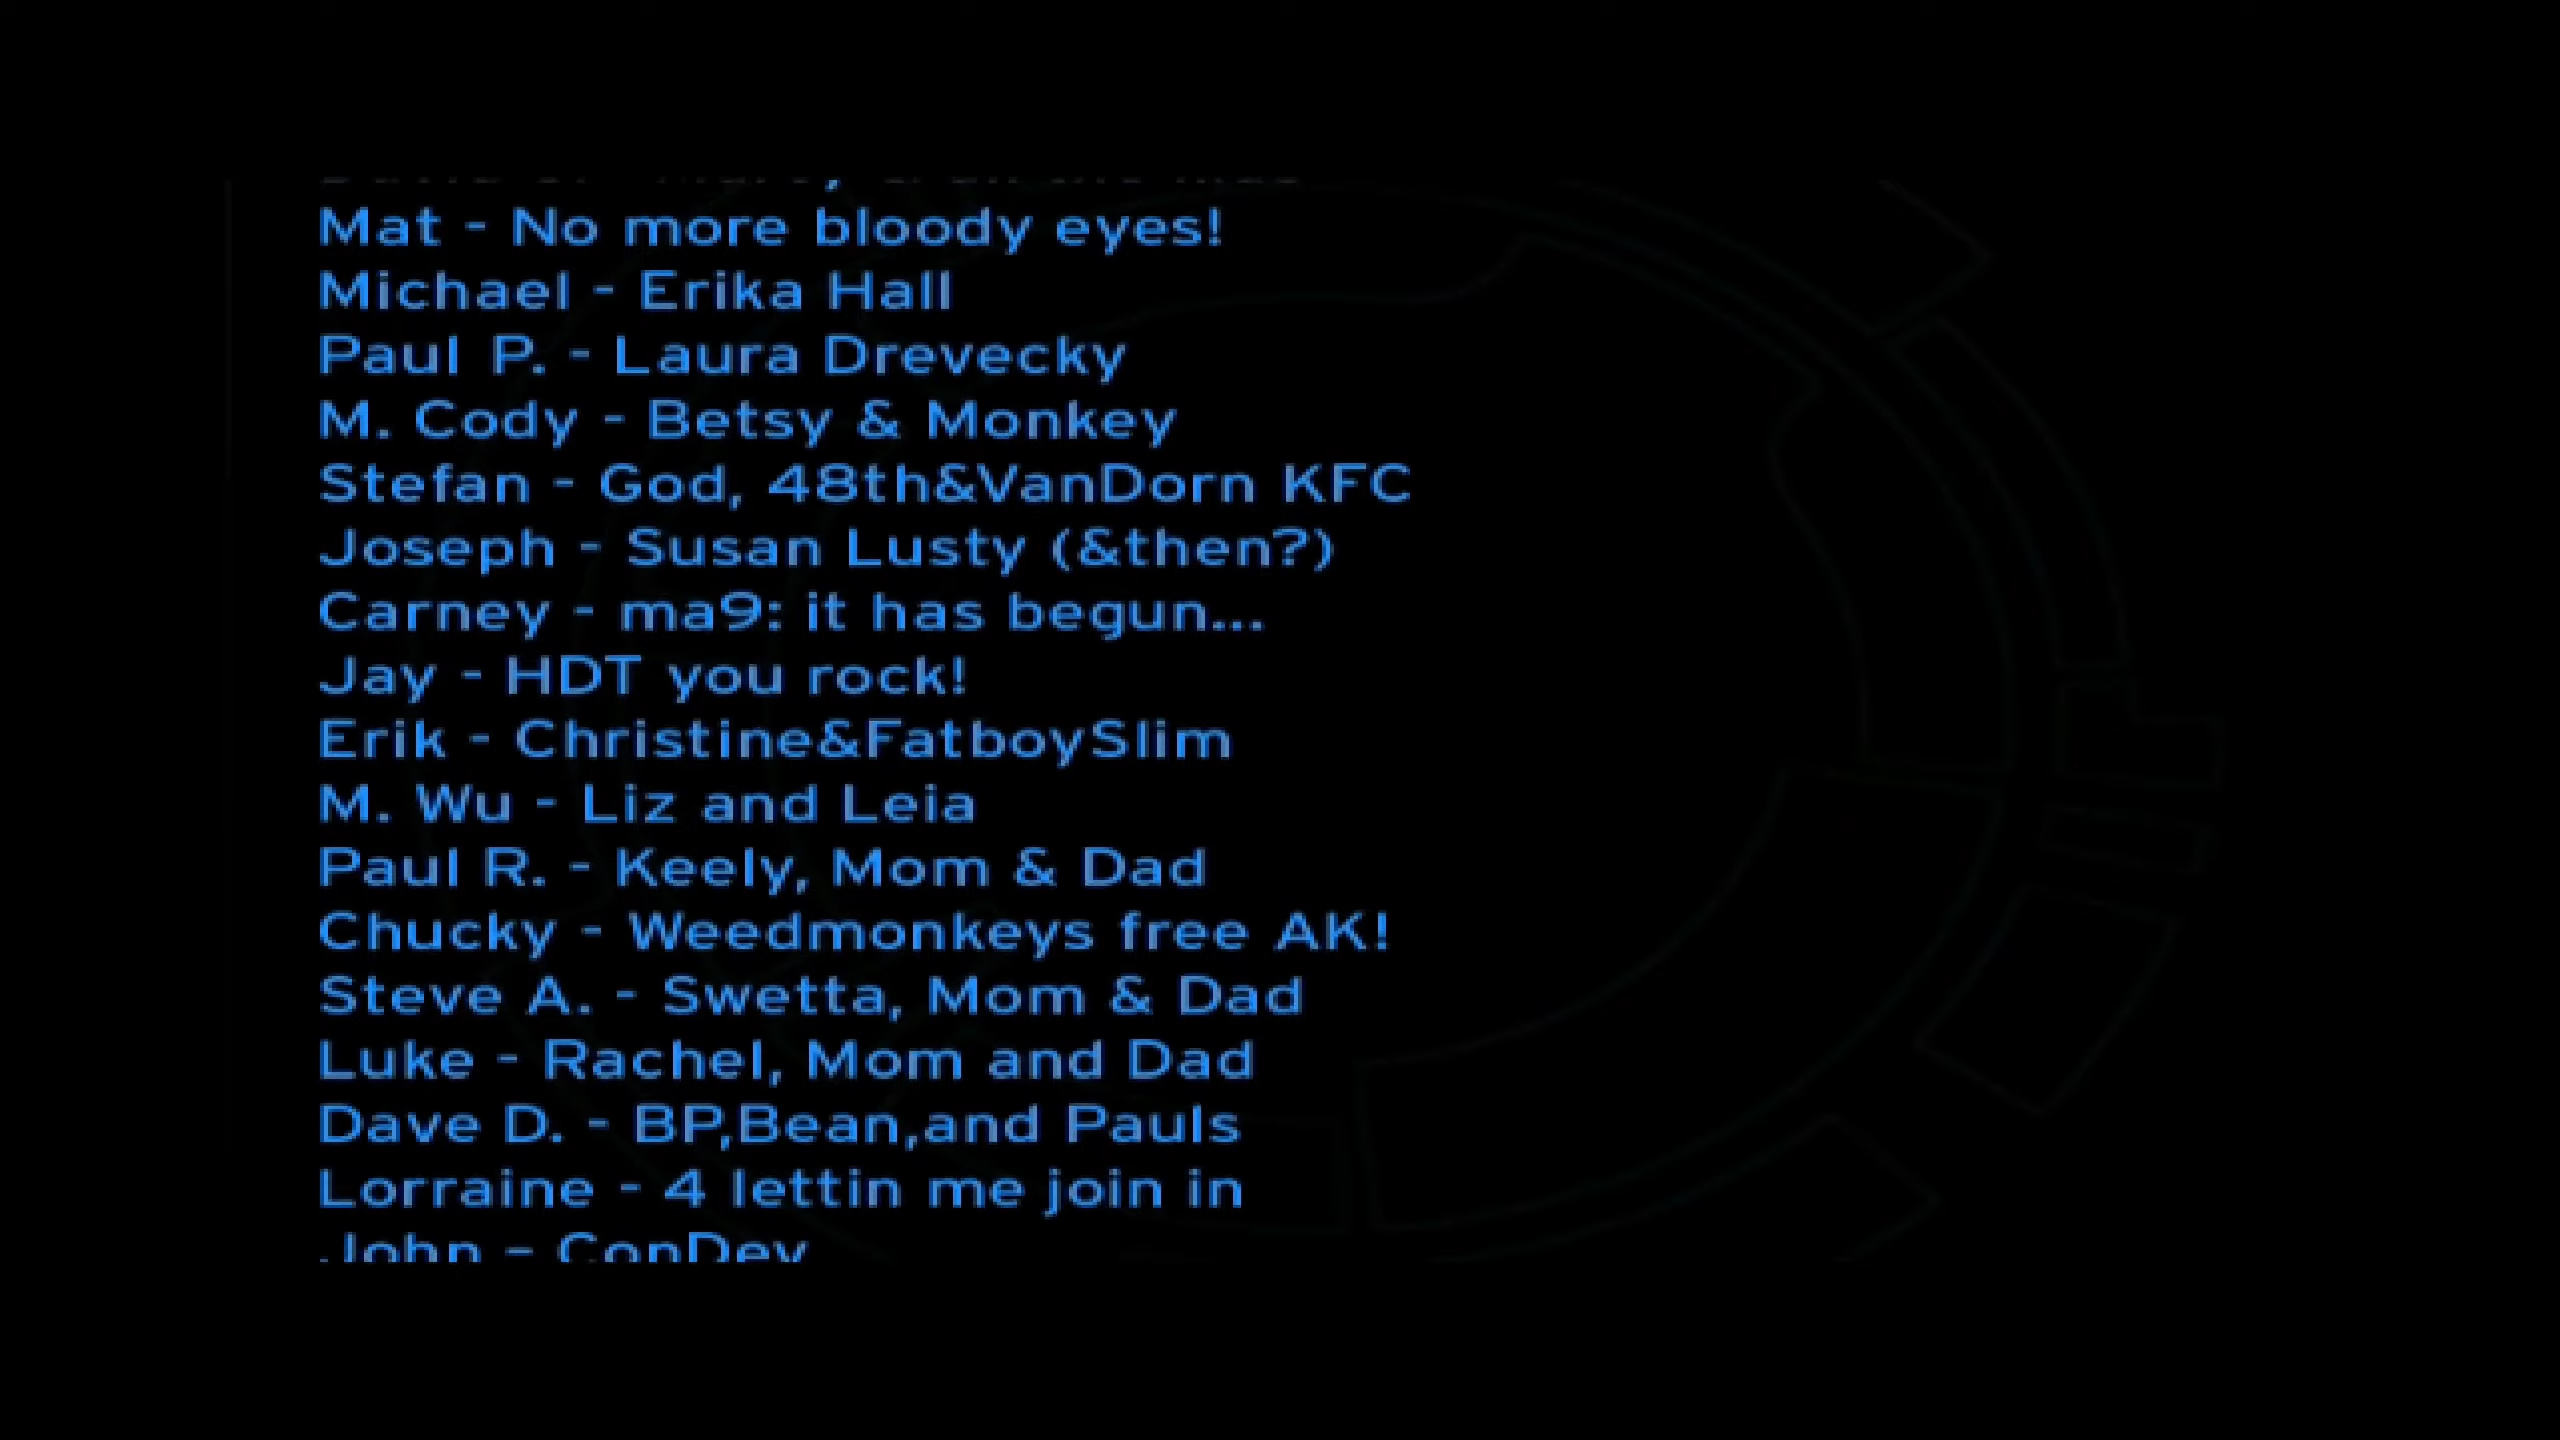 Mat - No more bloody eyes!
Michael - Erika Hall
Paul P. - Laura Drevecky
M. Cody - Betsy & Monkey
Stefan - God, 48th&VanDorn KFC
Joseph - Susan Lusty (&then?)
Carney - ma9: it has begun...
Jay - HDT you rock!
Erik - Christine&FatboySlim
M. Wu - Liz and Leia
Paul R. - Keely, Mom & Dad
Chucky - Weedmonkeys free AK!
Steve A. - Swetta, Mom & Dad
Luke - Rachel, Mom and Dad
Dave D. - BP,Bean,and Pauls
Lorraine - 4 lettin me join in
John - ConDev